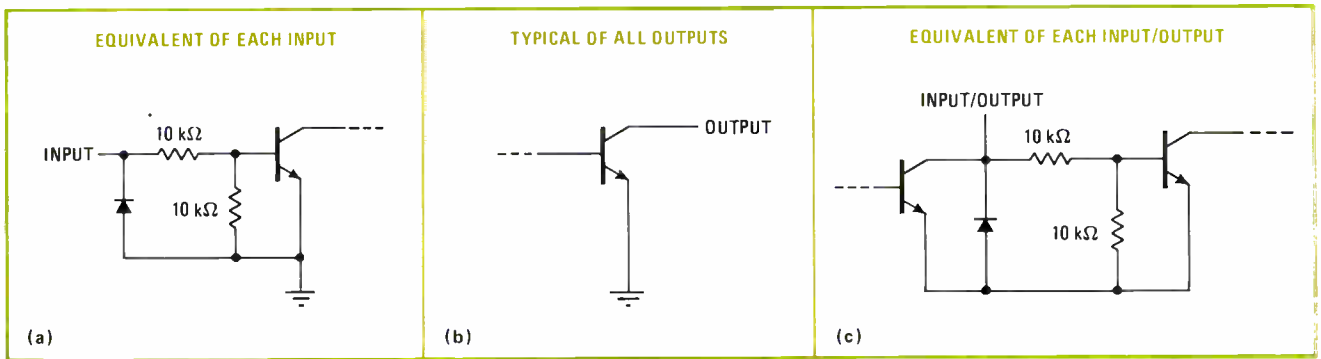 EQUIVALENT OF EACH INPUT
10 kΩ
INPUT
10 kΩ
(a)
TYPICAL OF ALL OUTPUTS
OUTPUT
(b)
EQUIVALENT OF EACH INPUT/OUTPUT
INPUT/OUTPUT
10 kΩ
10 kΩ
(c)